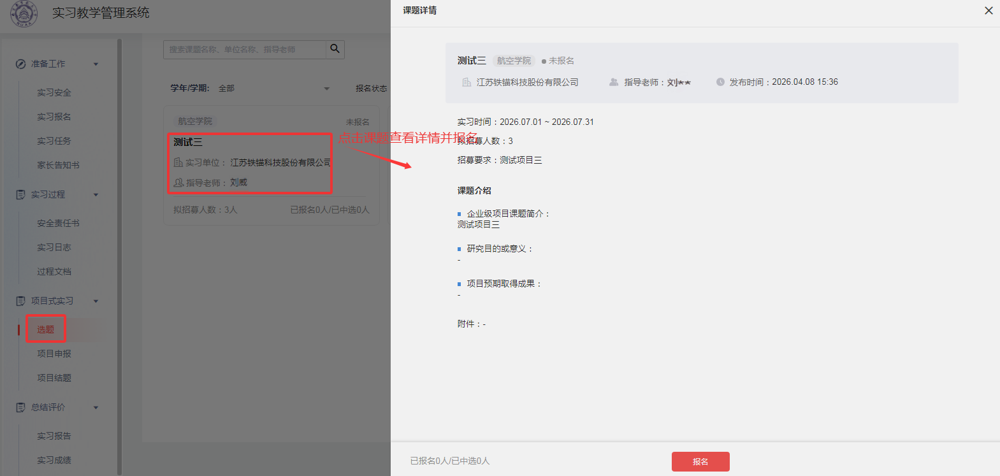 实习教学管理系统
NUAA
准备工作
实习安全
实习报名
实习任务
家长告知书
实习过程
安全责任书
实习日志
过程文档
项目式实习
选题
项目申报
项目结题
总结评价
实习报告
实习成绩
搜索课题名称、单位名称、指导老师
学年/学期: 全部 报名状态
航空学院 未报名
测试三
实习单位： 江苏铁锚科技股份有限公司
指导老师： 刘威
拟招募人数：3人 已报名0人/已中选0人
点击课题查看详情并报名
课题详情
测试三 航空学院 未报名
江苏铁锚科技股份有限公司 指导老师：刘** 发布时间：2026.04.08 15:36
实习时间：2026.07.01 ~ 2026.07.31
拟招募人数：3
招募要求：测试项目三
课题介绍
企业级项目课题简介：
测试项目三
研究目的或意义：
-
项目预期取得成果：
-
附件：-
已报名0人/已中选0人 报名